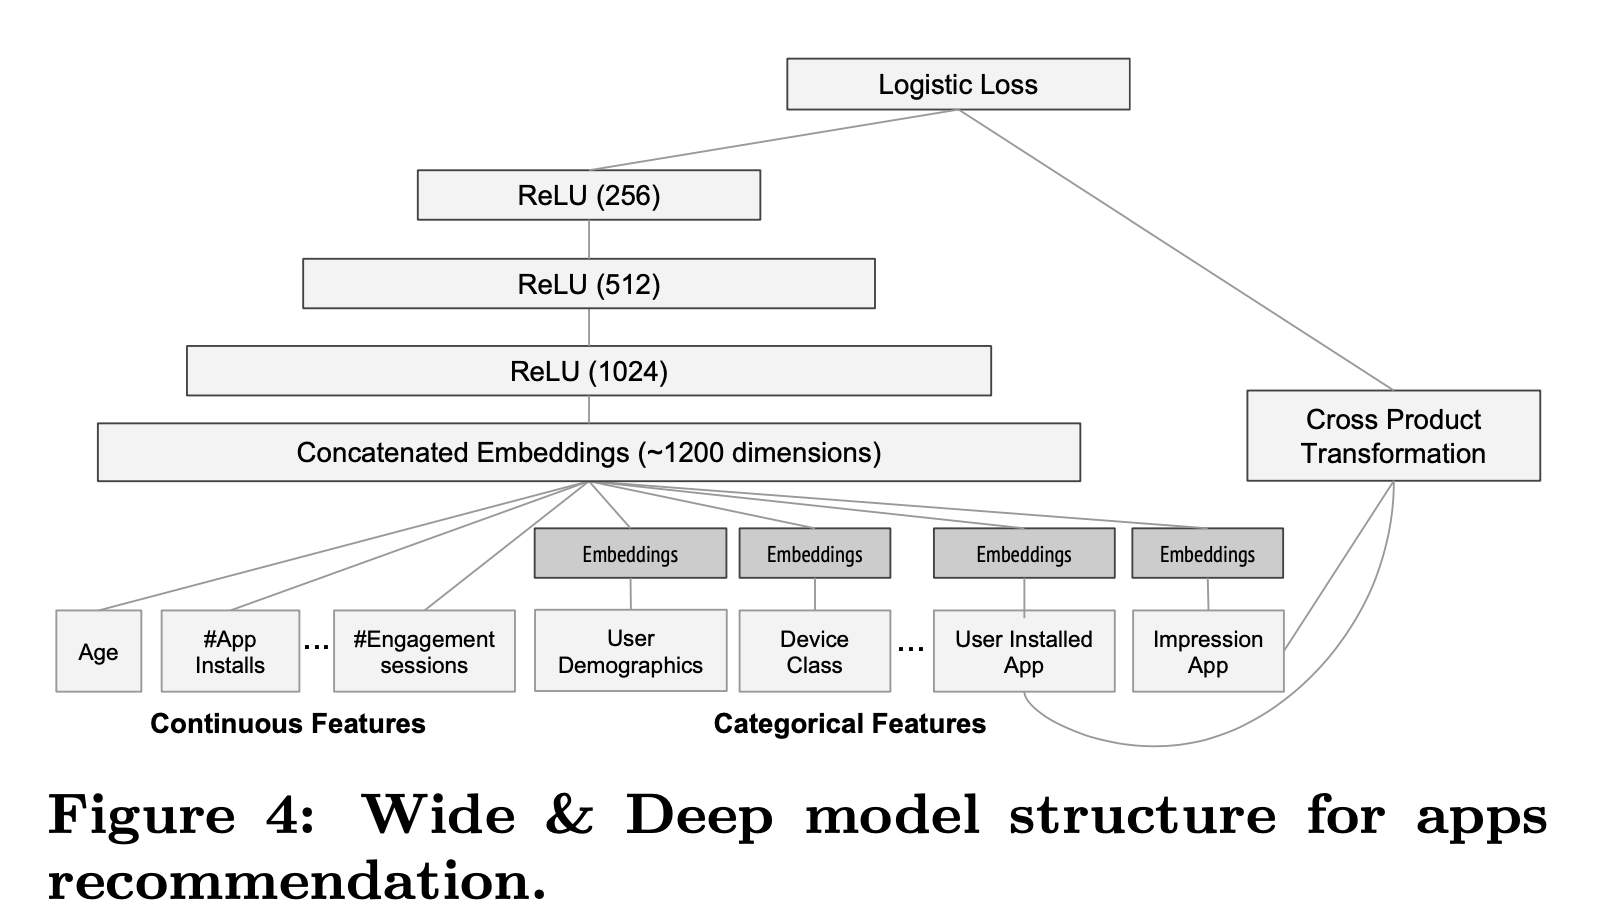 Logistic Loss
ReLU (256)
ReLU (512)
ReLU (1024)
Concatenated Embeddings (~1200 dimensions)
Cross Product
Transformation
Embeddings
Embeddings
Embeddings
Embeddings
Age
#App
Installs
...
#Engagement
sessions
User
Demographics
Device
Class
...
User Installed
App
Impression
App
Continuous Features
Categorical Features
Figure 4: Wide & Deep model structure for apps
recommendation.